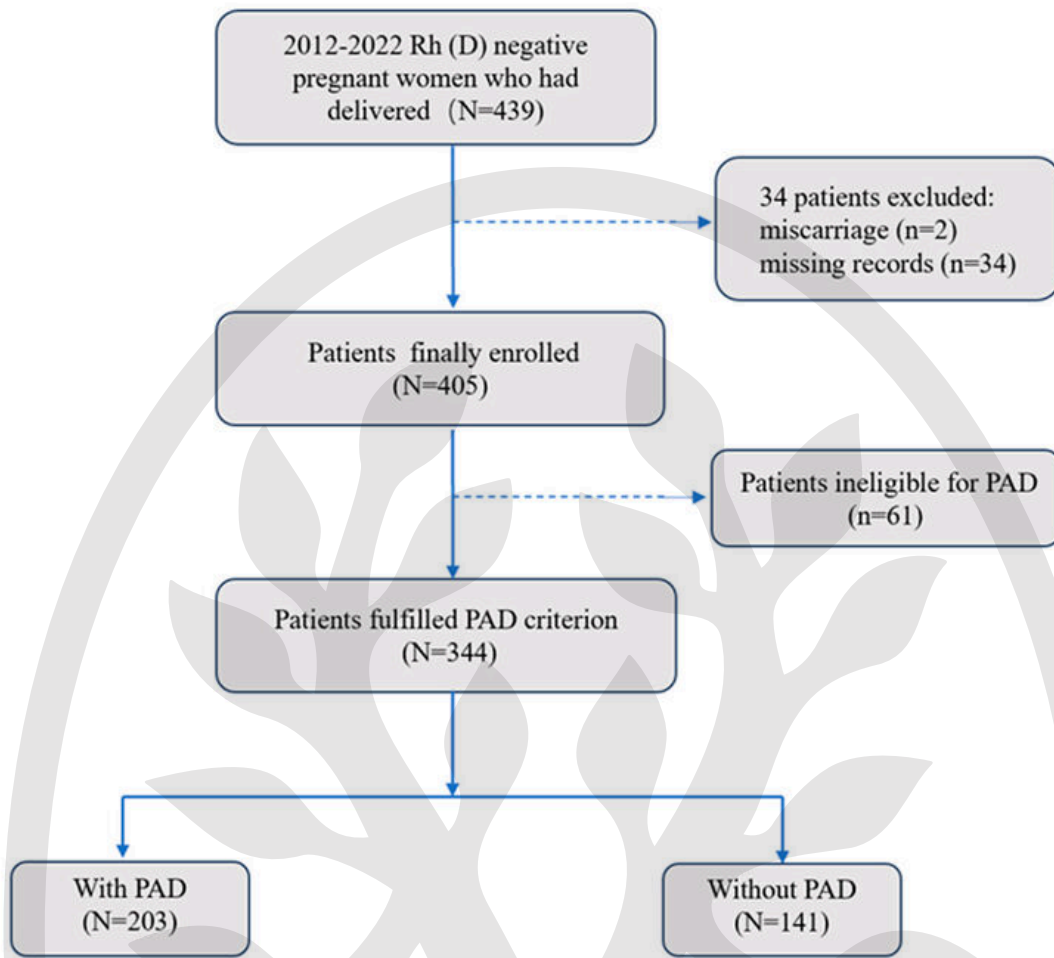 2012-2022 Rh (D) negative
pregnant women who had
delivered (N=439)
34 patients excluded:
miscarriage (n=2)
missing records (n=34)
Patients finally enrolled
(N=405)
Patients ineligible for PAD
(n=61)
Patients fulfilled PAD criterion
(N=344)
With PAD
(N=203)
Without PAD
(N=141)